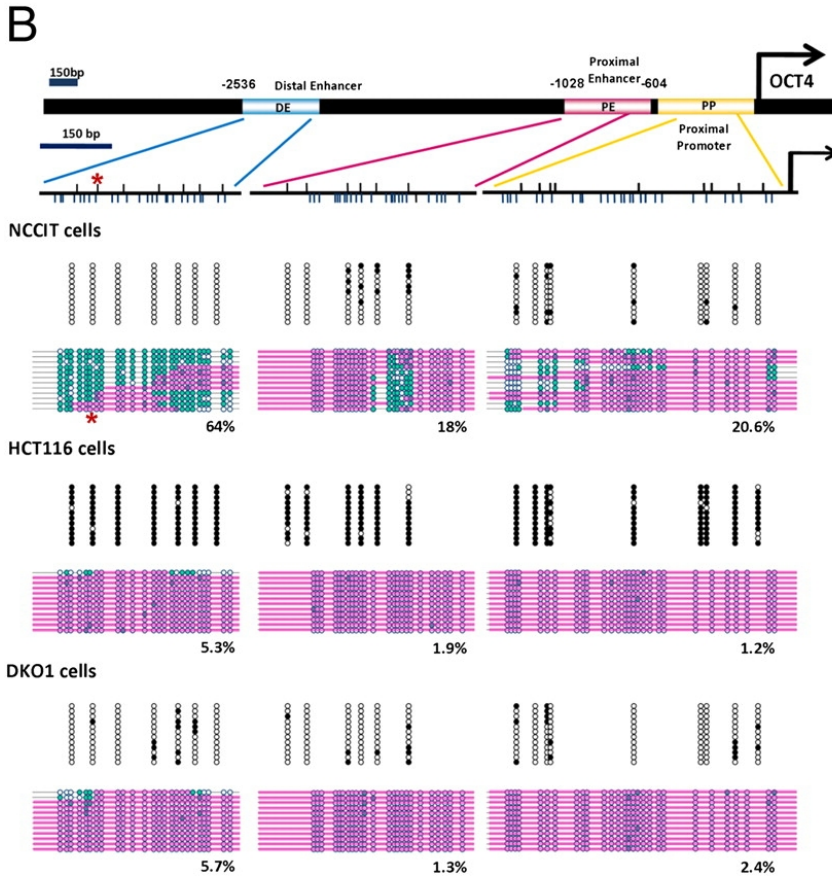 B
150bp
-2536
Distal Enhancer
Proximal
Enhancer
-1028
-604
OCT4
DE
PE
PP
150 bp
Proximal
Promoter
*
NCCIT cells
*
64%
18%
20.6%
HCT116 cells
5.3%
1.9%
1.2%
DKO1 cells
5.7%
1.3%
2.4%